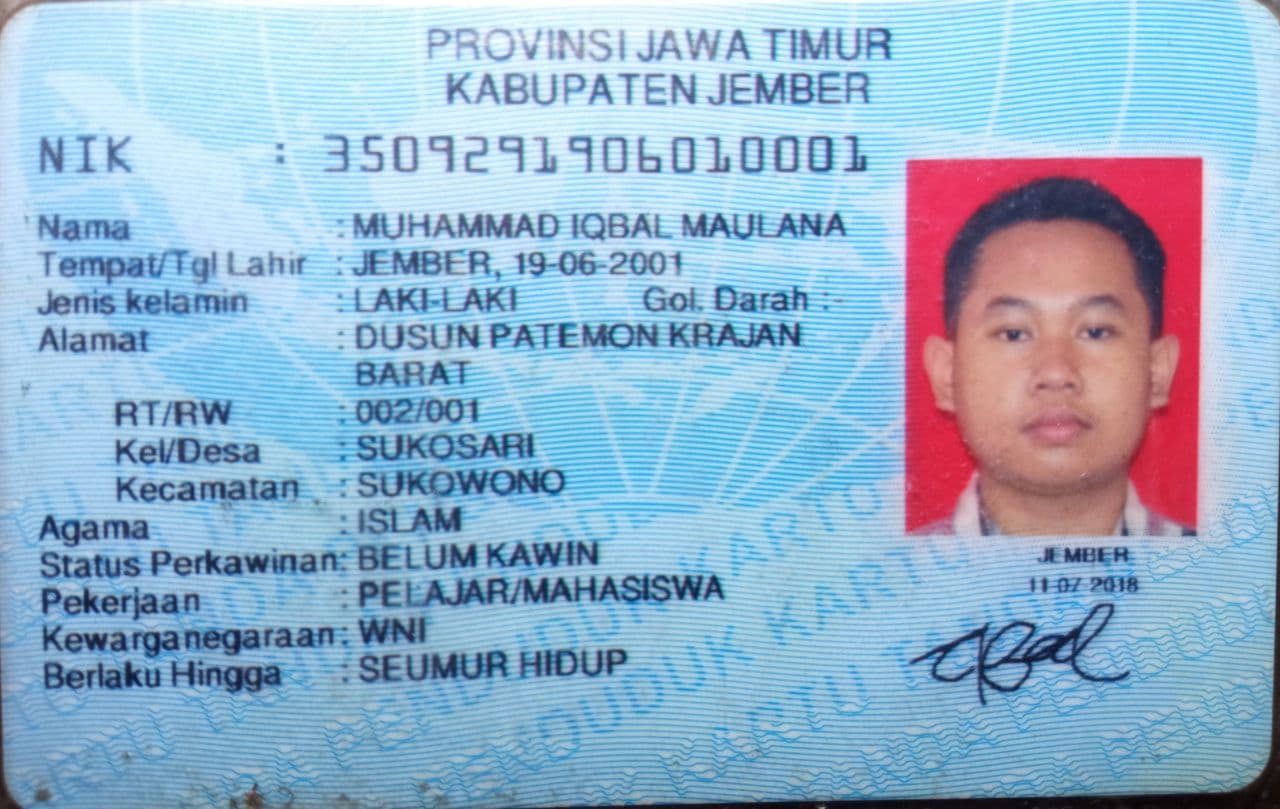 PROVINSI JAWA TIMUR
KABUPATEN JEMBER
NIK : 3509291906010001
Nama : MUHAMMAD IQBAL MAULANA
Tempat/Tgl Lahir : JEMBER, 19-06-2001
Jenis kelamin : LAKI-LAKI Gol. Darah : -
Alamat : DUSUN PATEMON KRAJAN
BARAT
RT/RW : 002/001
Kel/Desa : SUKOSARI
Kecamatan : SUKOWONO
Agama : ISLAM
Status Perkawinan: BELUM KAWIN
Pekerjaan : PELAJAR/MAHASISWA
Kewarganegaraan: WNI
Berlaku Hingga : SEUMUR HIDUP
JEMBER
11-07-2018